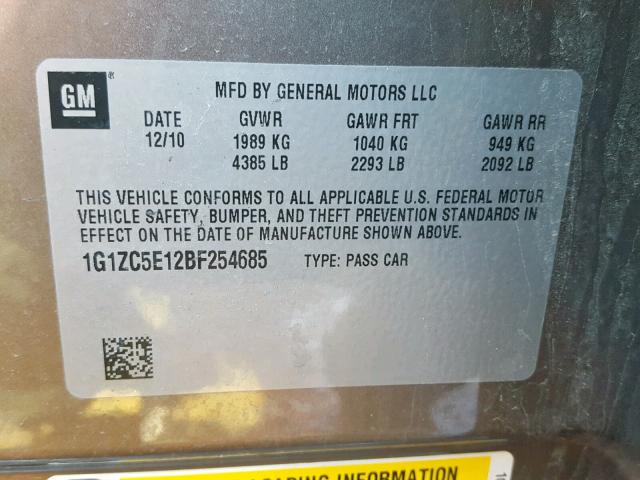 GM ®
MFD BY GENERAL MOTORS LLC
DATE GVWR GAWR FRT GAWR RR
12/10 1989 KG 1040 KG 949 KG
4385 LB 2293 LB 2092 LB
THIS VEHICLE CONFORMS TO ALL APPLICABLE U.S. FEDERAL MOTOR
VEHICLE SAFETY, BUMPER, AND THEFT PREVENTION STANDARDS IN
EFFECT ON THE DATE OF MANUFACTURE SHOWN ABOVE.
1G1ZC5E12BF254685 TYPE: PASS CAR
LOADING INFORMATION